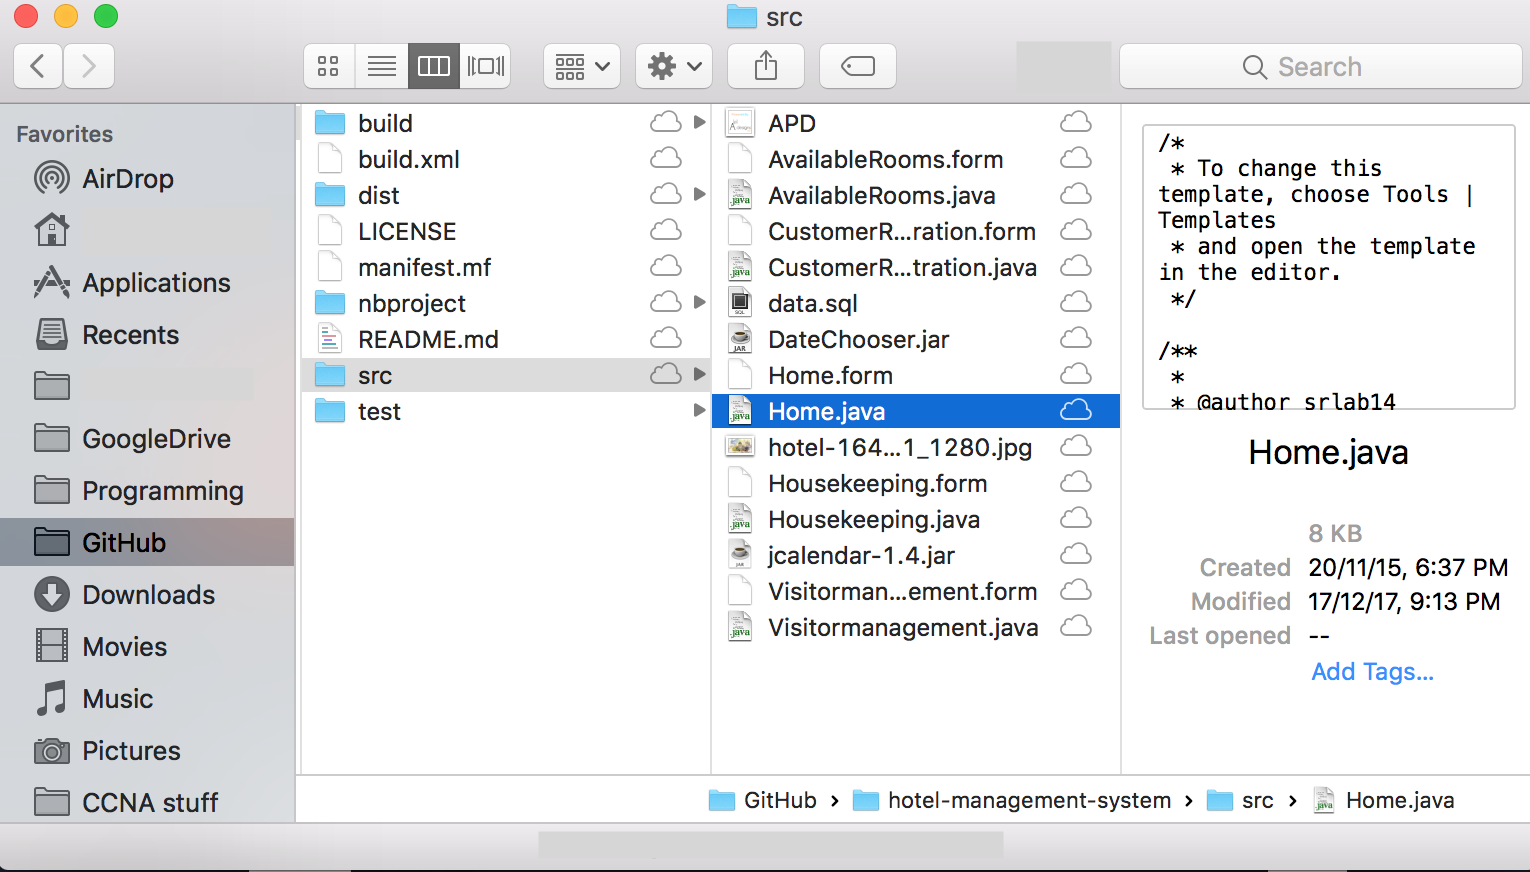 src
Search
Favorites
AirDrop
Applications
Recents
GoogleDrive
Programming
GitHub
Downloads
Movies
Music
Pictures
CCNA stuff
build
build.xml
dist
LICENSE
manifest.mf
nbproject
README.md
src
test
APD
AvailableRooms.form
AvailableRooms.java
CustomerR...ration.form
CustomerR...tration.java
data.sql
DateChooser.jar
Home.form
Home.java
hotel-164...1_1280.jpg
Housekeeping.form
Housekeeping.java
jcalendar-1.4.jar
Visitorman...ement.form
Visitormanagement.java
/*
* To change this
template, choose Tools |
Templates
* and open the template
in the editor.
*/
/**
*
* @author srlab14
Home.java
8 KB
Created 20/11/15, 6:37 PM
Modified 17/12/17, 9:13 PM
Last opened --
Add Tags...
GitHub › hotel-management-system › src › Home.java